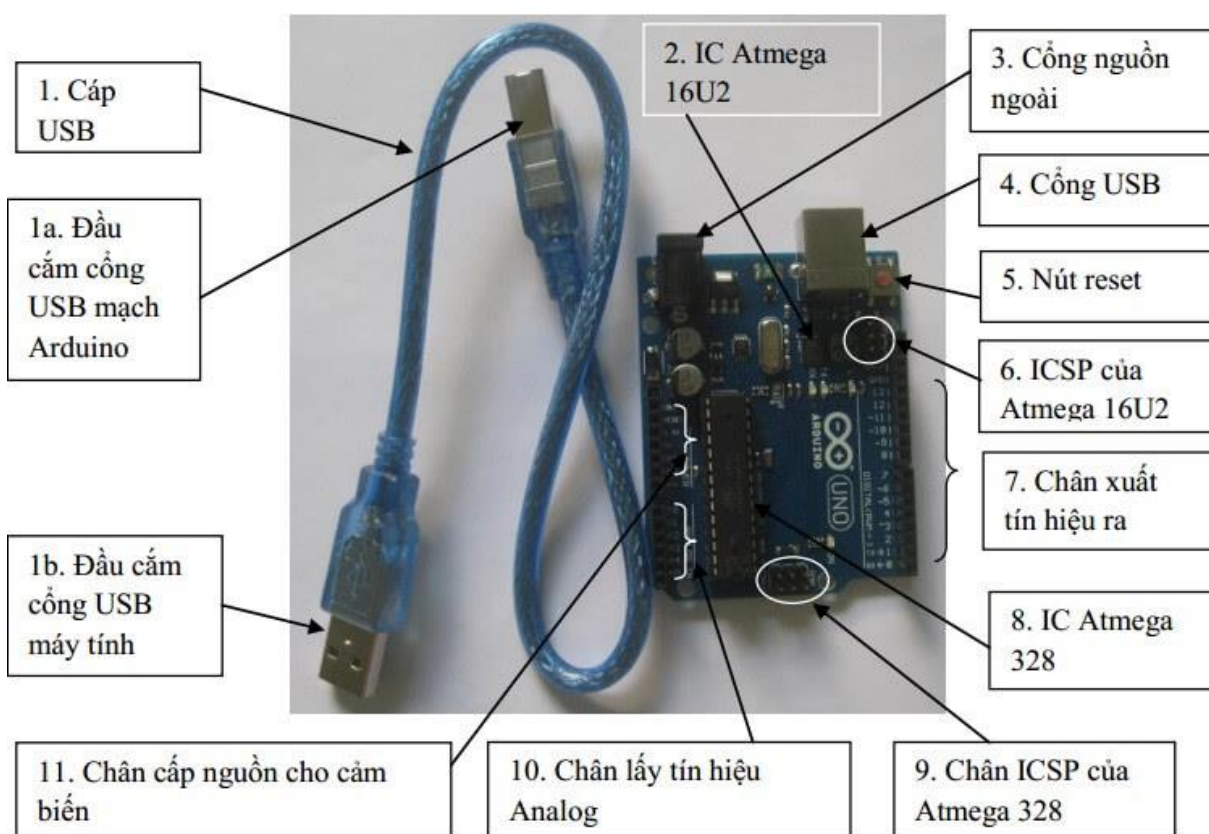 1. Cáp
USB
1a. Đầu
cắm cổng
USB mạch
Arduino
1b. Đầu cắm
cổng USB
máy tính
2. IC Atmega
16U2
3. Cổng nguồn
ngoài
4. Cổng USB
5. Nút reset
6. ICSP của
Atmega 16U2
7. Chân xuất
tín hiệu ra
8. IC Atmega
328
9. Chân ICSP của
Atmega 328
10. Chân lấy tín hiệu
Analog
11. Chân cấp nguồn cho cảm
biến
ARDUINO
UNO